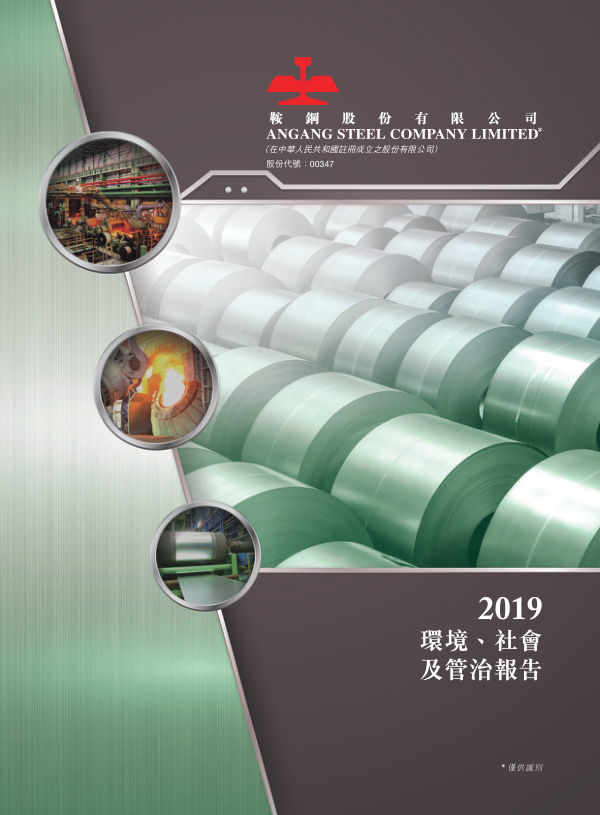 鞍鋼股份有限公司
ANGANG STEEL COMPANY LIMITED*
(在中華人民共和國註冊成立之股份有限公司)
股份代號：00347
2019
環境、社會
及管治報告
* 僅供識別